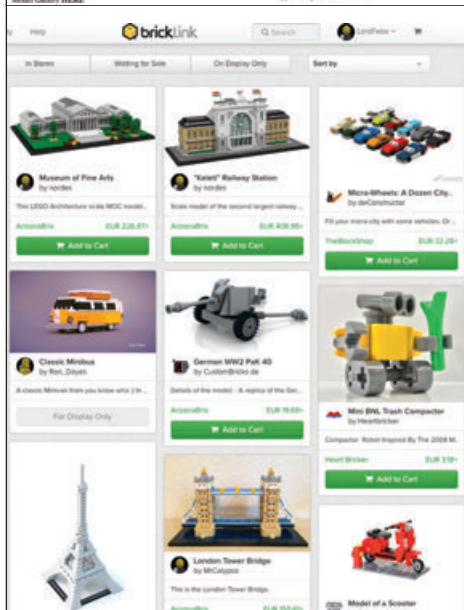 Help
bricklink
Search
LordFelox
In Stores
Waiting for Sale
On Display Only
Sort by
Museum of Fine Arts
by nordes
This LEGO Architecture scale MOC model..
ArizonaBrix
EUR 226.87+
Add to Cart
"Keleti" Railway Station
by nordes
Scale model of the second largest railway..
ArizonaBrix
EUR 408.95+
Add to Cart
Micro-Wheels: A Dozen City..
by deConstructor
Fill your micro-city with some vehicles. Or..
TheBlockShop
EUR 32.28+
Add to Cart
Classic Minibus
by Ron_Dayes
A classic Minivan from you know who :) In ..
For Display Only
German WW2 PaK 40
by CustomBricks.de
Details of the model - A replica of the Ger..
ArizonaBrix
EUR 19.69+
Add to Cart
Mini BNL Trash Compactor
by Heartbricker
Compactor Robot Inspired By The 2008 M..
Heart Bricker
EUR 3.18+
Add to Cart
London Tower Bridge
by MrCalypso
This is the London Tower Bridge.
ArizonaBrix
Model of a Scooter